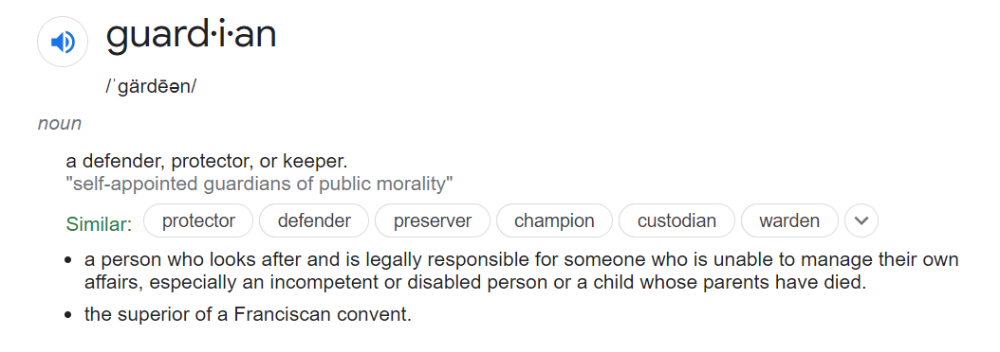 guard·i·an
/ˈɡärdēən/
noun
a defender, protector, or keeper.
"self-appointed guardians of public morality"
Similar: protector defender preserver champion custodian warden
• a person who looks after and is legally responsible for someone who is unable to manage their own
affairs, especially an incompetent or disabled person or a child whose parents have died.
• the superior of a Franciscan convent.